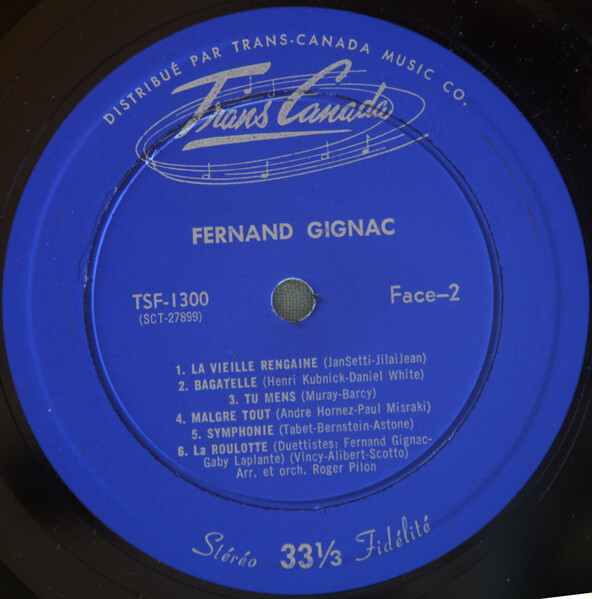 DISTRIBUÉ PAR TRANS-CANADA MUSIC CO.
Trans Canada
FERNAND GIGNAC
TSF-1300
(SCT-27899)
Face-2
1. LA VIEILLE RENGAINE (JanSetti-JilaiJean)
2. BAGATELLE (Henri Kubnick-Daniel White)
3. TU MENS (Muray-Barcy)
4. MALGRE TOUT (Andre Hornez-Paul Misraki)
5. SYMPHONIE (Tabet-Bernstein-Astone)
6. La ROULOTTE (Duettistes: Fernand Gignac-
Gaby Laplante) (Vincy-Alibert-Scotto)
Arr. et orch. Roger Pilon
Stéréo 33⅓ Fidélité